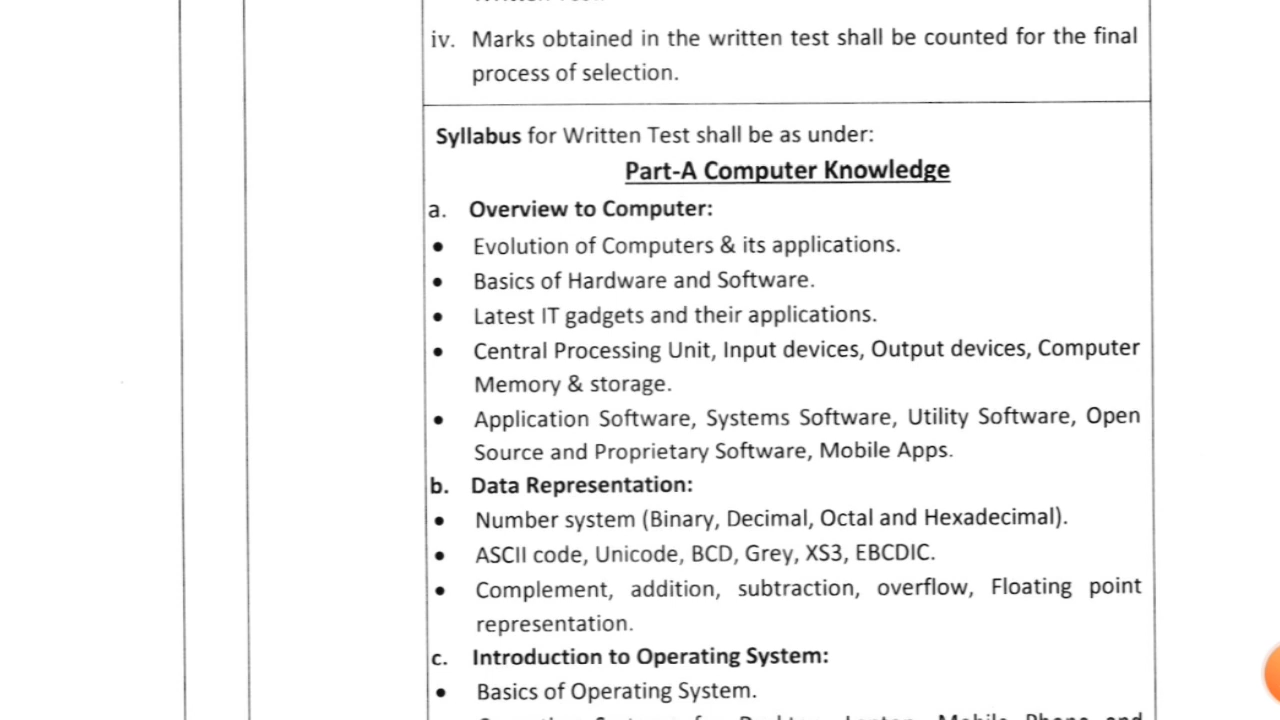 iv. Marks obtained in the written test shall be counted for the final
process of selection.
Syllabus for Written Test shall be as under:
Part-A Computer Knowledge
a. Overview to Computer:
• Evolution of Computers & its applications.
• Basics of Hardware and Software.
• Latest IT gadgets and their applications.
• Central Processing Unit, Input devices, Output devices, Computer
Memory & storage.
• Application Software, Systems Software, Utility Software, Open
Source and Proprietary Software, Mobile Apps.
b. Data Representation:
• Number system (Binary, Decimal, Octal and Hexadecimal).
• ASCII code, Unicode, BCD, Grey, XS3, EBCDIC.
• Complement, addition, subtraction, overflow, Floating point
representation.
c. Introduction to Operating System:
• Basics of Operating System.